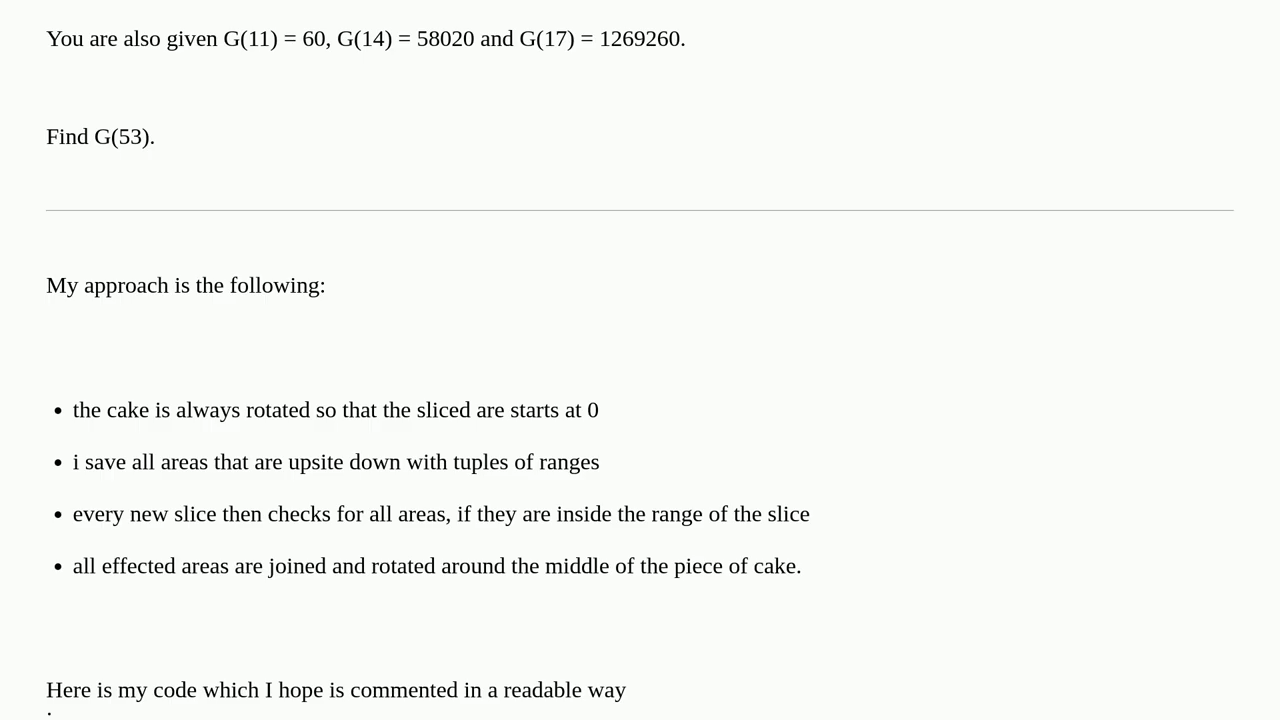 You are also given G(11) = 60, G(14) = 58020 and G(17) = 1269260.
Find G(53).
My approach is the following:
• the cake is always rotated so that the sliced are starts at 0
• i save all areas that are upsite down with tuples of ranges
• every new slice then checks for all areas, if they are inside the range of the slice
• all effected areas are joined and rotated around the middle of the piece of cake.
Here is my code which I hope is commented in a readable way